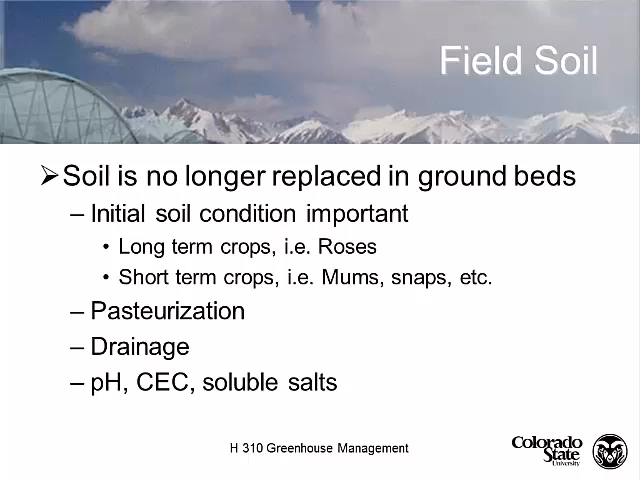 Field Soil
➢Soil is no longer replaced in ground beds
– Initial soil condition important
• Long term crops, i.e. Roses
• Short term crops, i.e. Mums, snaps, etc.
– Pasteurization
– Drainage
– pH, CEC, soluble salts
H 310 Greenhouse Management
Colorado
State
University